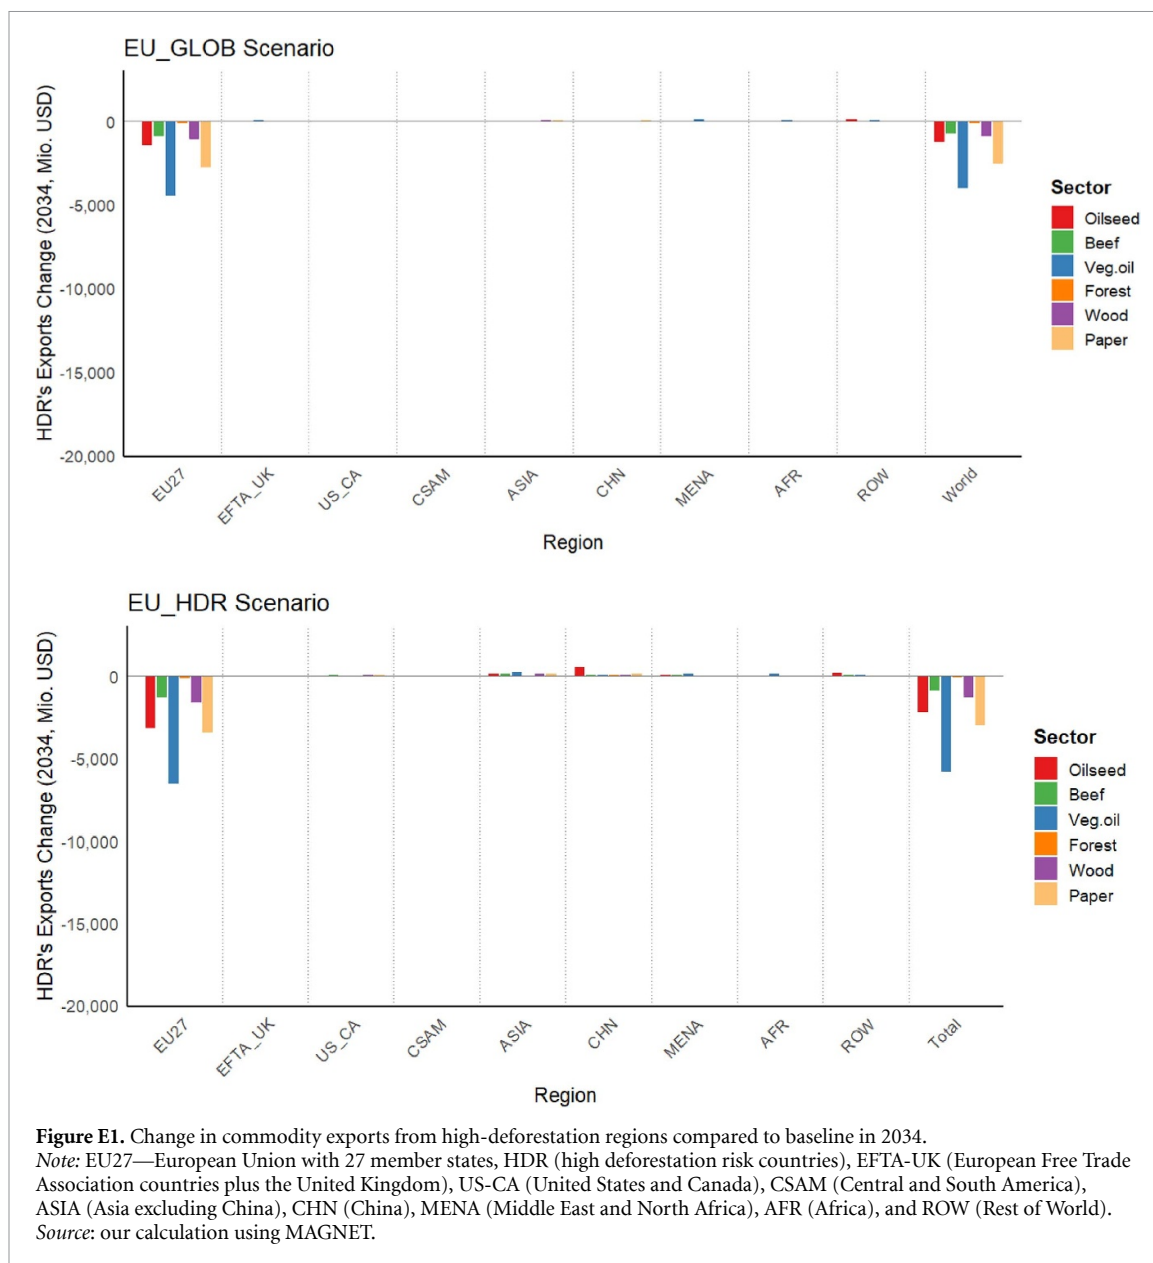 EU_GLOB Scenario
HDR's Exports Change (2034, Mio. USD)
0
-5,000
-10,000
-15,000
-20,000
EU27
EFTA_UK
US_CA
CSAM
ASIA
CHN
MENA
AFR
ROW
World
Region
Sector
Oilseed
Beef
Veg.oil
Forest
Wood
Paper
EU_HDR Scenario
HDR's Exports Change (2034, Mio. USD)
0
-5,000
-10,000
-15,000
-20,000
EU27
EFTA_UK
US_CA
CSAM
ASIA
CHN
MENA
AFR
ROW
Total
Region
Sector
Oilseed
Beef
Veg.oil
Forest
Wood
Paper
Figure E1. Change in commodity exports from high-deforestation regions compared to baseline in 2034.
Note: EU27—European Union with 27 member states, HDR (high deforestation risk countries), EFTA-UK (European Free Trade
Association countries plus the United Kingdom), US-CA (United States and Canada), CSAM (Central and South America),
ASIA (Asia excluding China), CHN (China), MENA (Middle East and North Africa), AFR (Africa), and ROW (Rest of World).
Source: our calculation using MAGNET.